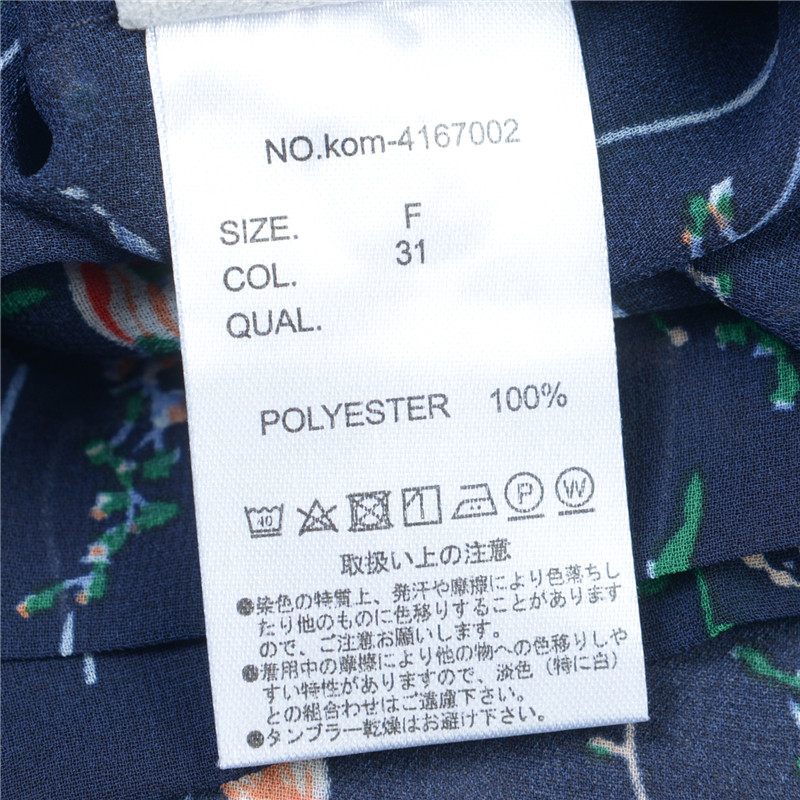 NO.kom-4167002
SIZE. F
COL. 31
QUAL.
POLYESTER 100%
40 P W
取扱い上の注意
●染色の特質上、発汗や摩擦により色落ちし
たり他のものに色移りすることがあります
ので、ご注意お願いします。
●着用中の摩擦により他の物への色移りしや
すい特性がありますので、淡色(特に白)
との組合わせはご遠慮下さい。
●タンブラー乾燥はお避け下さい。